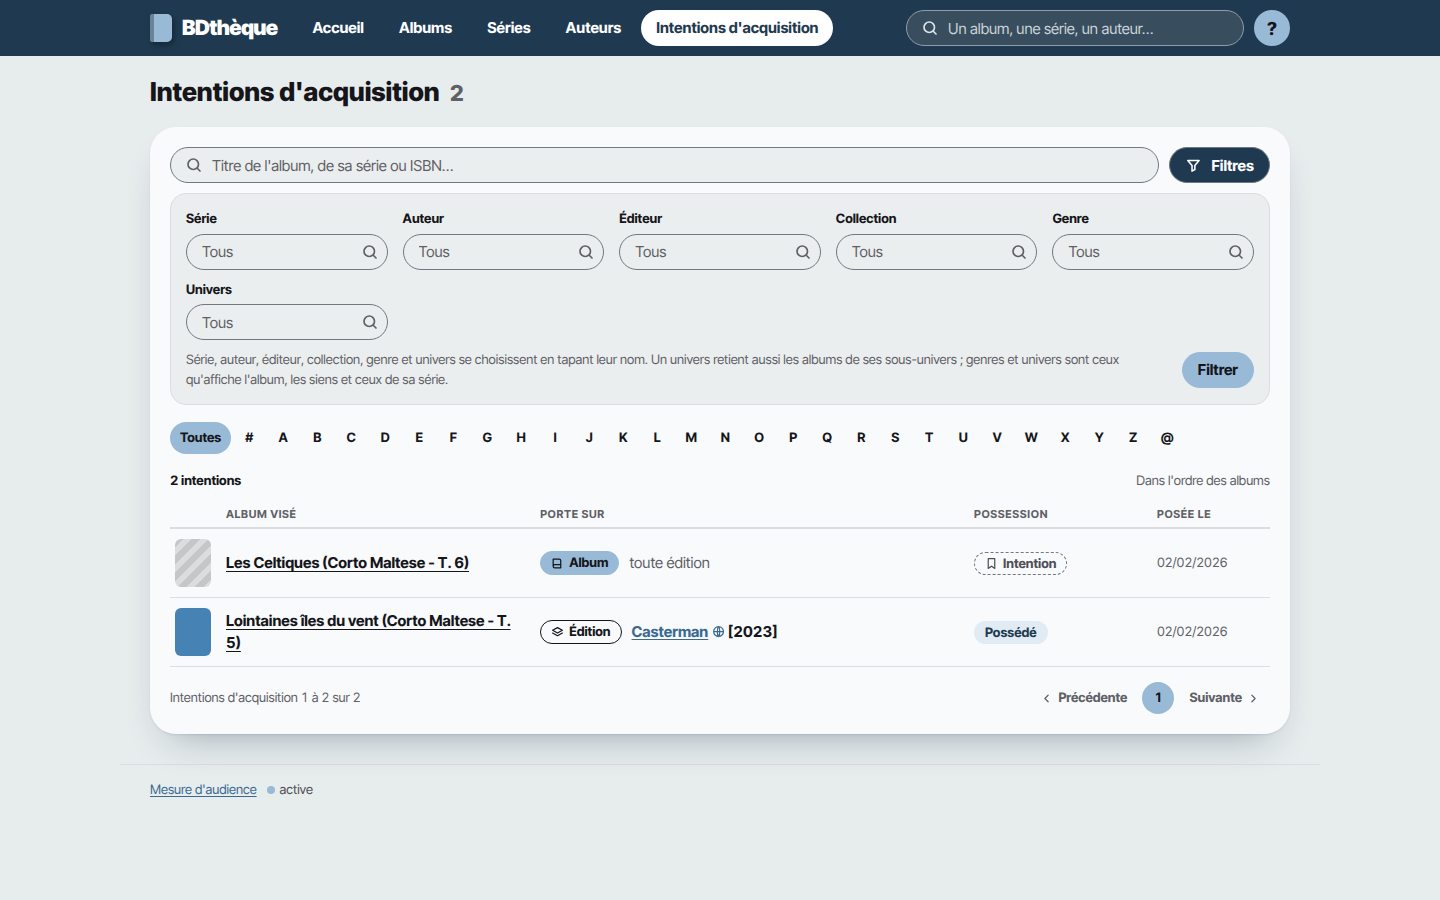 BDthèque Accueil Albums Séries Auteurs Intentions d'acquisition Un album, une série, un auteur... ?
Intentions d'acquisition 2
Titre de l'album, de sa série ou ISBN... Filtres
Série Auteur Éditeur Collection Genre
Tous Tous Tous Tous Tous
Univers
Tous
Série, auteur, éditeur, collection, genre et univers se choisissent en tapant leur nom. Un univers retient aussi les albums de ses sous-univers ; genres et univers sont ceux
qu'affiche l'album, les siens et ceux de sa série.
Filtrer
Toutes # A B C D E F G H I J K L M N O P Q R S T U V W X Y Z @
2 intentions Dans l'ordre des albums
ALBUM VISÉ PORTE SUR POSSESSION POSÉE LE
Les Celtiques (Corto Maltese - T. 6) Album toute édition Intention 02/02/2026
Lointaines îles du vent (Corto Maltese - T.
5) Édition Casterman [2023] Possédé 02/02/2026
Intentions d'acquisition 1 à 2 sur 2 Précédente 1 Suivante
Mesure d'audience active